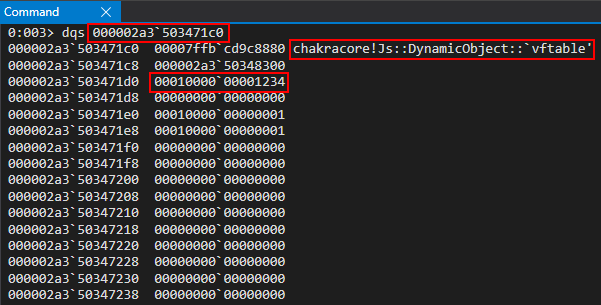 Command
X
0:003> dqs 000002a3`503471c0
000002a3`503471c0  00007ffb`cd9c8880 chakracore!Js::DynamicObject::`vftable'
000002a3`503471c8  000002a3`50348300
000002a3`503471d0  00010000`00001234
000002a3`503471d8  00000000`00000000
000002a3`503471e0  00010000`00000001
000002a3`503471e8  00010000`00000001
000002a3`503471f0  00000000`00000000
000002a3`503471f8  00000000`00000000
000002a3`50347200  00000000`00000000
000002a3`50347208  00000000`00000000
000002a3`50347210  00000000`00000000
000002a3`50347218  00000000`00000000
000002a3`50347220  00000000`00000000
000002a3`50347228  00000000`00000000
000002a3`50347230  00000000`00000000
000002a3`50347238  00000000`00000000